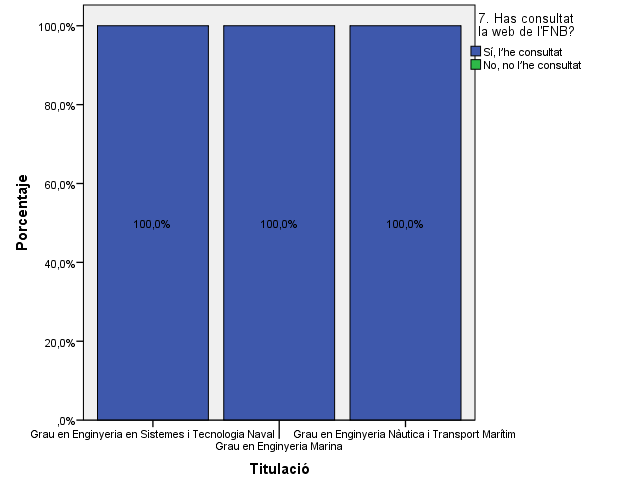 7. Has consultat
la web de l'FNB?
Sí, l'he consultat
No, no l'he consultat
100,0%
80,0%
60,0%
40,0%
20,0%
,0%
Porcentaje
100,0%
100,0%
100,0%
Grau en Enginyeria en Sistemes i Tecnologia Naval
Grau en Enginyeria Marina
Grau en Enginyeria Nàutica i Transport Marítim
Titulació